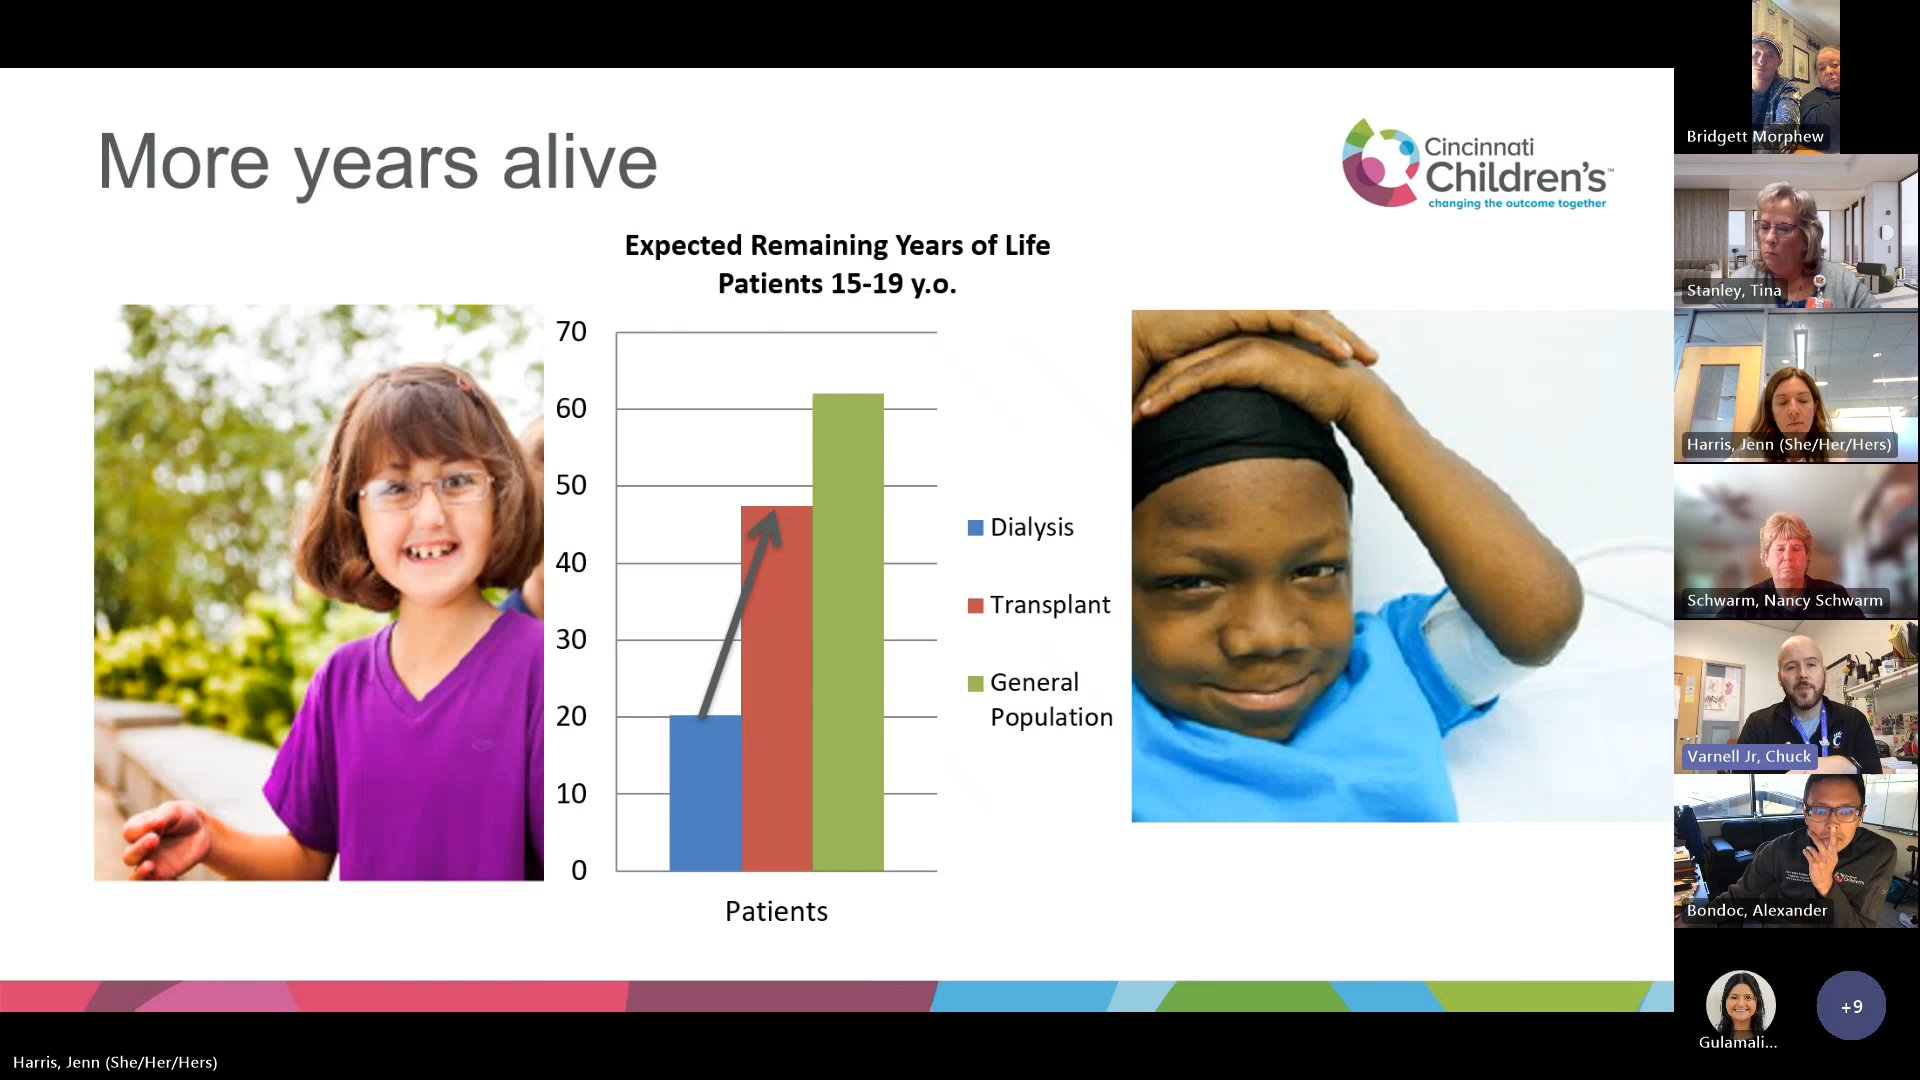 More years alive
Cincinnati
Children's™
changing the outcome together
Expected Remaining Years of Life
Patients 15-19 y.o.
70
60
50
40
30
20
10
0
Patients
Dialysis
Transplant
General
Population
Bridgett Morphew
Stanley, Tina
Harris, Jenn (She/Her/Hers)
Schwarm, Nancy Schwarm
Varnell Jr, Chuck
Bondoc, Alexander
Gulamali...
+9
Harris, Jenn (She/Her/Hers)